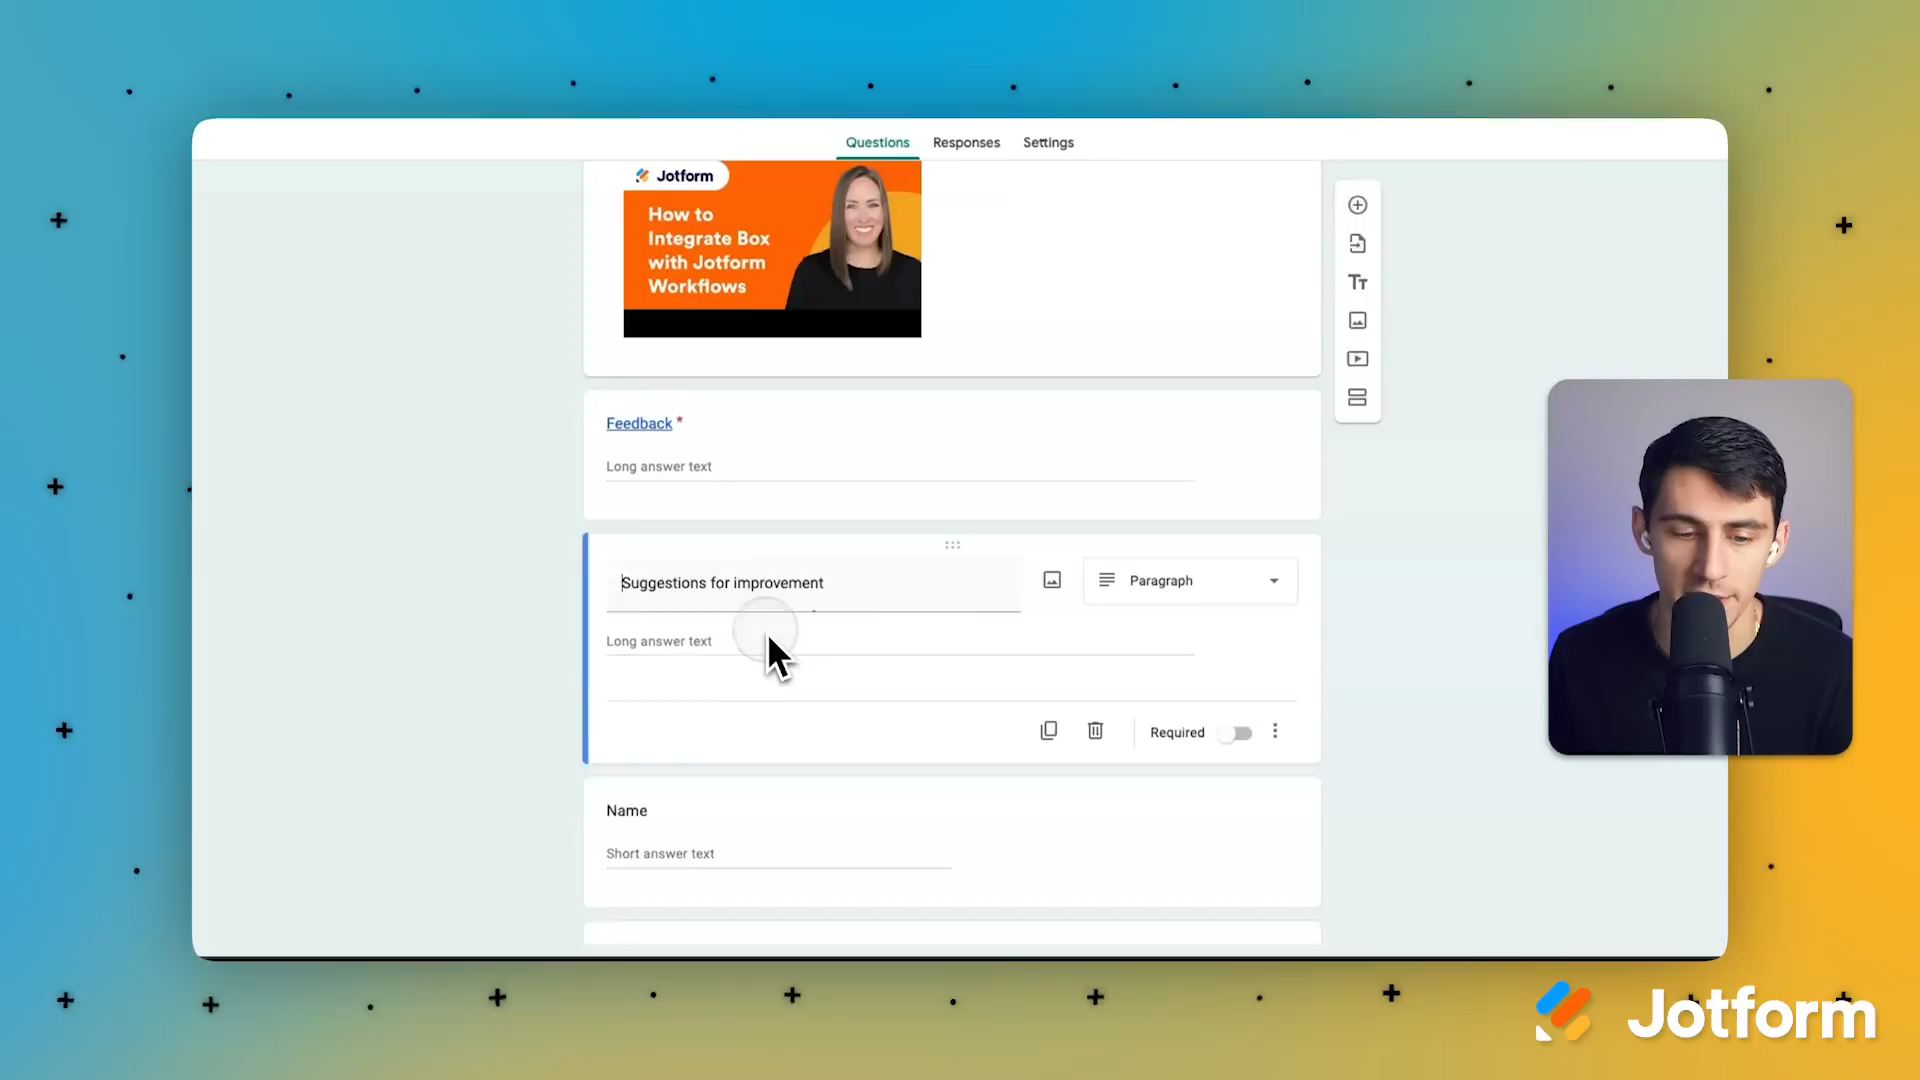 Questions Responses Settings
Jotform
How to
Integrate Box
with Jotform
Workflows
Feedback *
Long answer text
Suggestions for improvement
Paragraph
Long answer text
Required
Name
Short answer text
Jotform